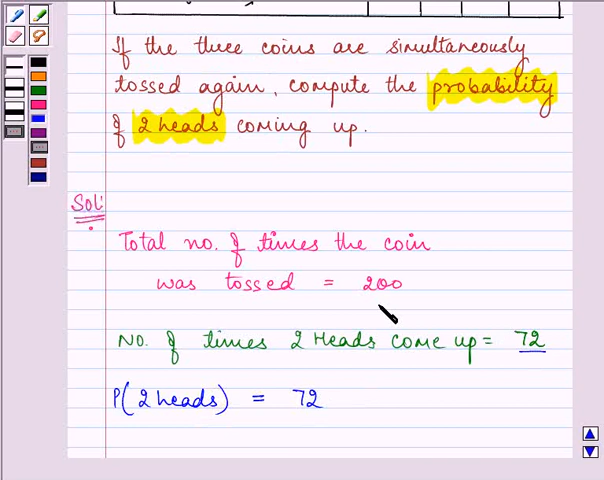 If the three coins are simultaneously
tossed again, compute the probability
of 2 heads coming up.
Sol:
Total no. of times the coin
was tossed = 200
No. of times 2 Heads come up = 72
P(2 heads) = 72